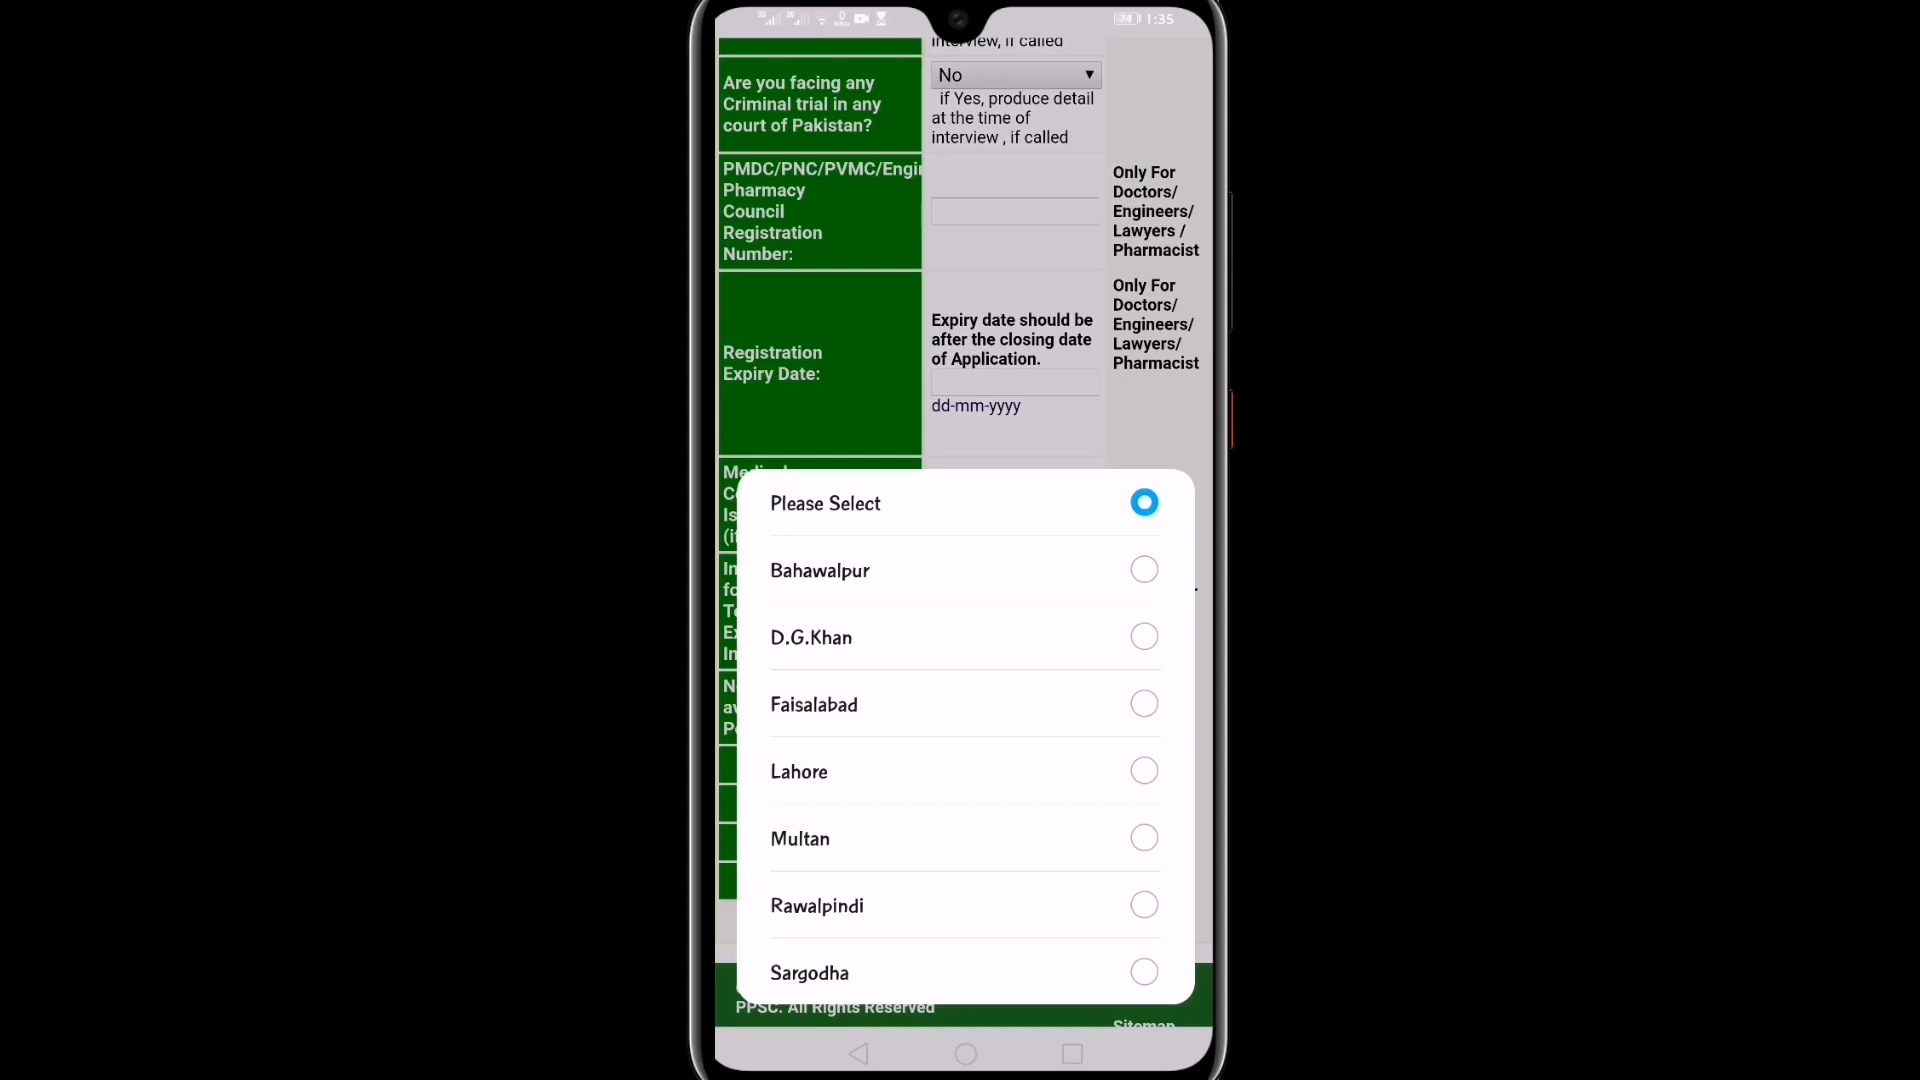 74 1:35
interview, if called
Are you facing any
Criminal trial in any
court of Pakistan?
No
if Yes, produce detail
at the time of
interview , if called
PMDC/PNC/PVMC/Engi
Pharmacy
Council
Registration
Number:
Only For
Doctors/
Engineers/
Lawyers /
Pharmacist
Registration
Expiry Date:
Expiry date should be
after the closing date
of Application.
dd-mm-yyyy
Only For
Doctors/
Engineers/
Lawyers/
Pharmacist
Please Select
Bahawalpur
D.G.Khan
Faisalabad
Lahore
Multan
Rawalpindi
Sargodha
PPSC. All Rights Reserved
Sitemap